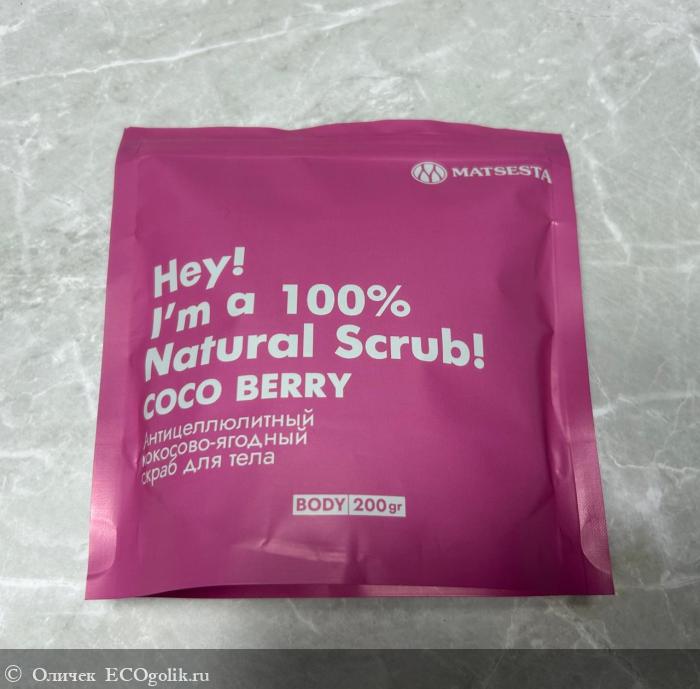 MATSESTA
Hey!
I'm a 100%
Natural Scrub!
COCO BERRY
Антицеллюлитный
кокосово-ягодный
скраб для тела
BODY 200gr
© Оличек ECOgolik.ru